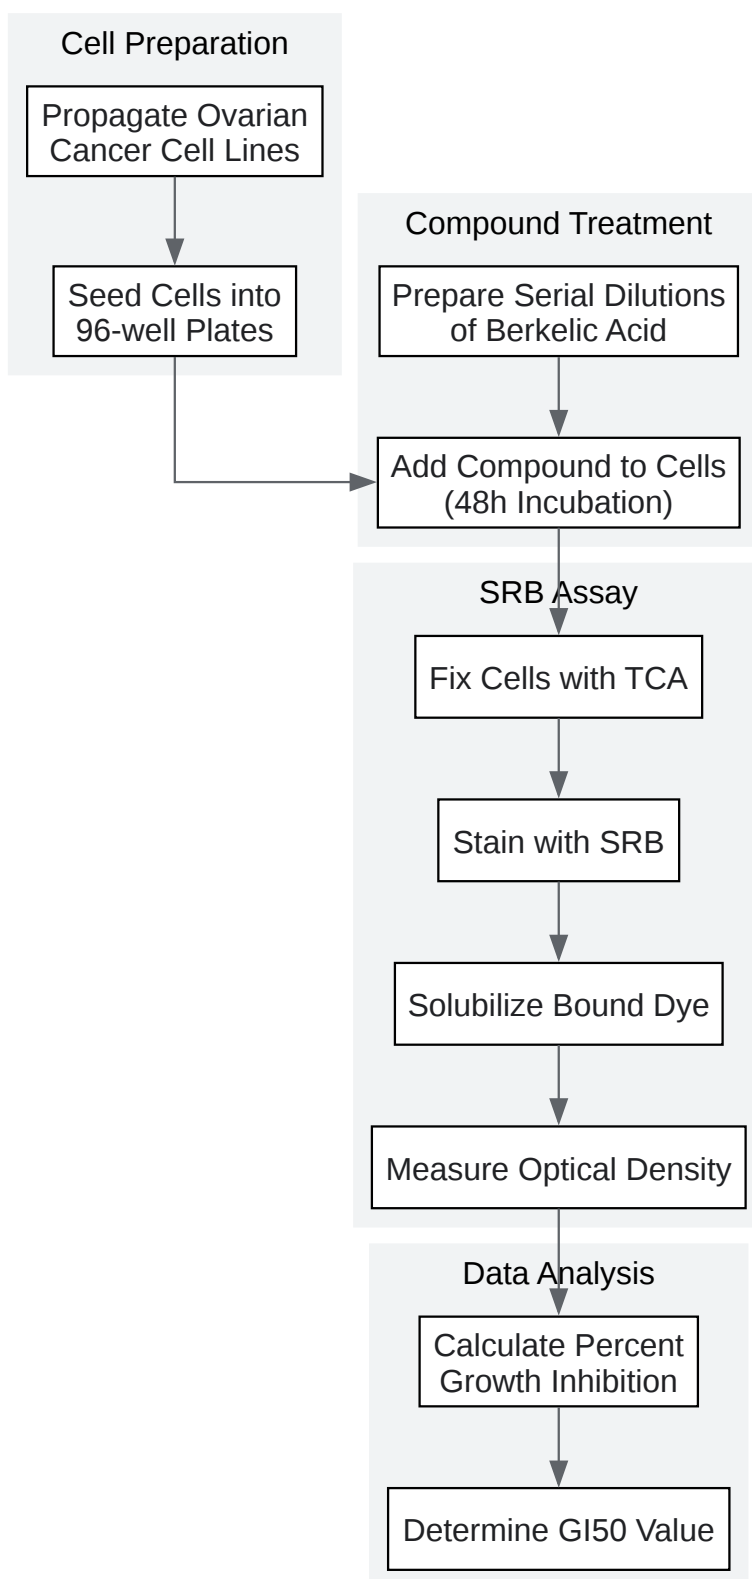 Cell Preparation
Propagate Ovarian
Cancer Cell Lines
Seed Cells into
96-well Plates
Compound Treatment
Prepare Serial Dilutions
of Berkelic Acid
Add Compound to Cells
(48h Incubation)
SRB Assay
Fix Cells with TCA
Stain with SRB
Solubilize Bound Dye
Measure Optical Density
Data Analysis
Calculate Percent
Growth Inhibition
Determine GI50 Value